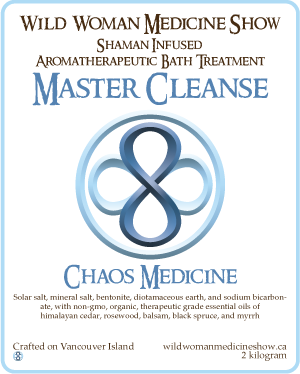 Wild Woman Medicine Show
Shaman Infused
Aromatherapeutic Bath Treatment
Master Cleanse
Chaos Medicine
Solar salt, mineral salt, bentonite, diotamaceous earth, and sodium bicarbon-
ate, with non-gmo, organic, therapeutic grade essential oils of
himalayan cedar, rosewood, balsam, black spruce, and myrrh
Crafted on Vancouver Island
wildwomanmedicineshow.ca
2 kilogram